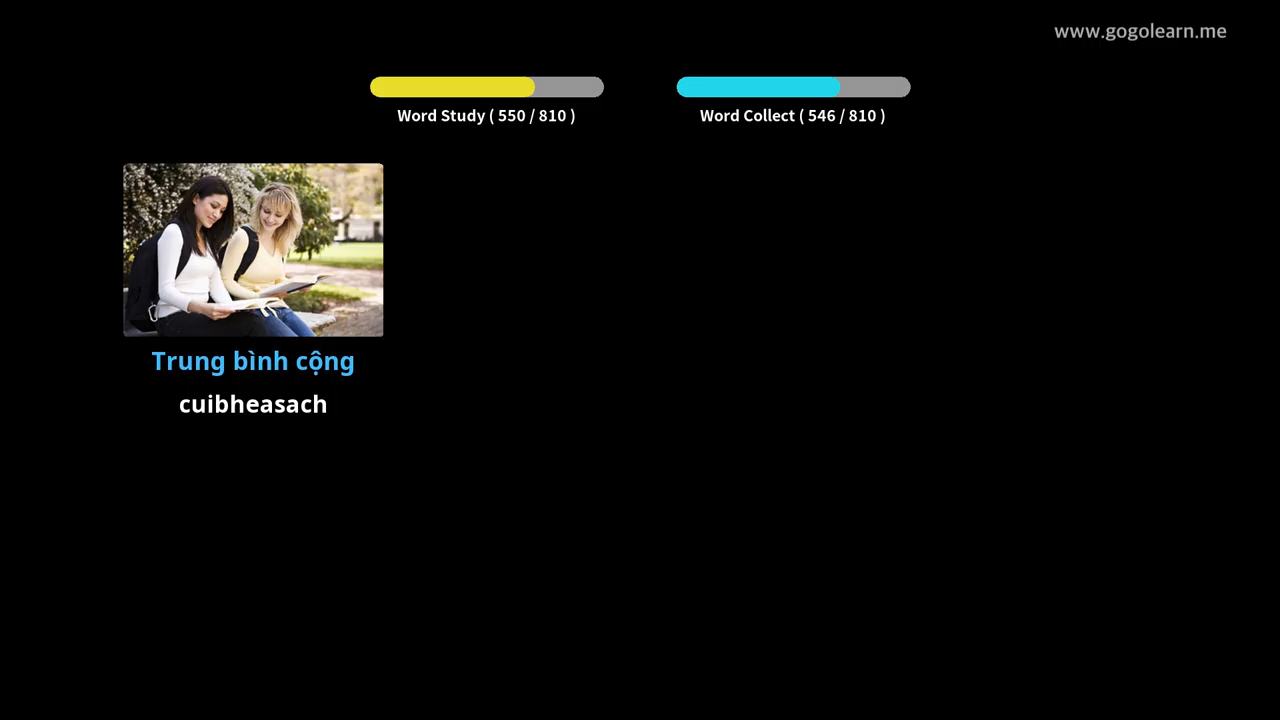 www.gogolearn.me
Word Study ( 550 / 810 )
Word Collect ( 546 / 810 )
Trung bình cộng
cuibheasach